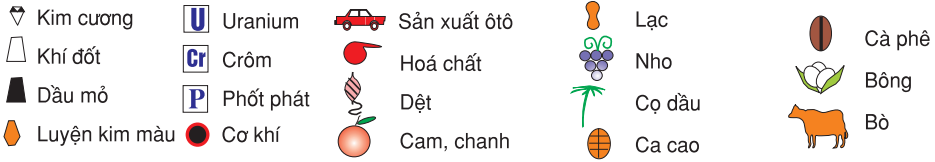 Kim cương
Khí đốt
Dầu mỏ
Luyện kim màu
U Uranium
Cr Crôm
P Phốt phát
Cơ khí
Sản xuất ôtô
Hoá chất
Dệt
Cam, chanh
Lạc
Nho
Cọ dầu
Ca cao
Cà phê
Bông
Bò